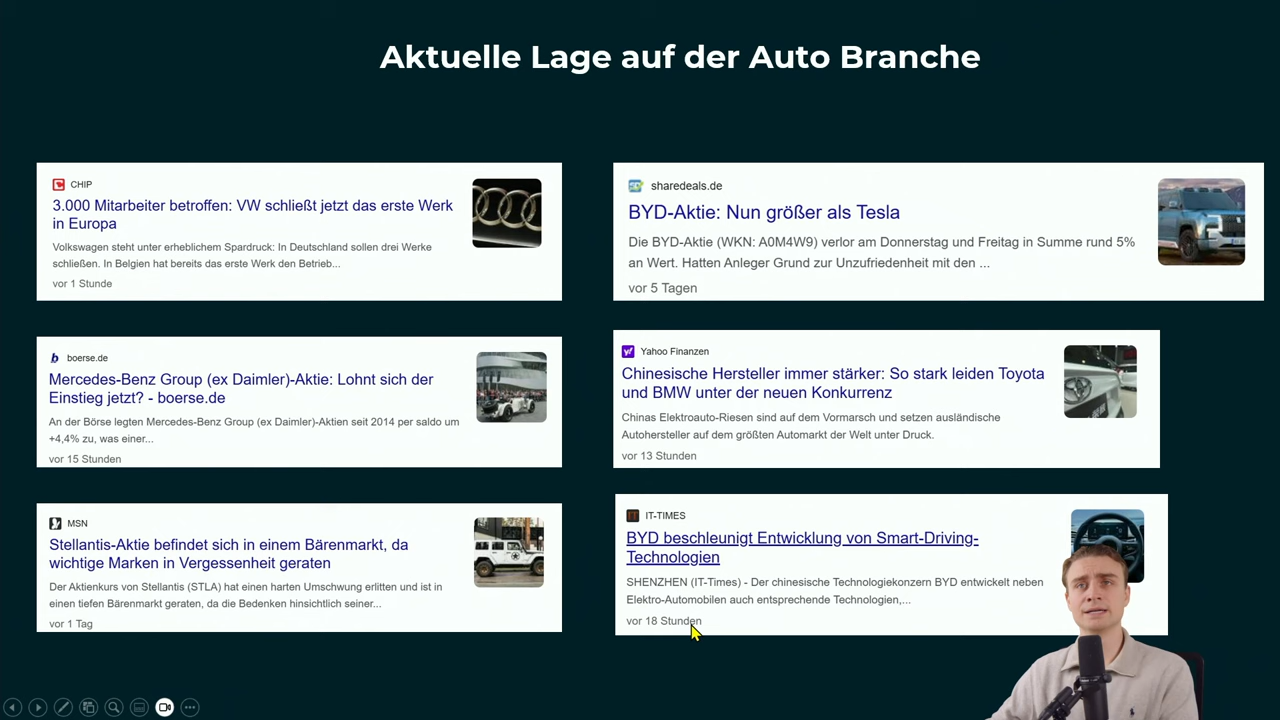 Aktuelle Lage auf der Auto Branche
CHIP
3.000 Mitarbeiter betroffen: VW schließt jetzt das erste Werk
in Europa
Volkswagen steht unter erheblichem Spardruck: In Deutschland sollen drei Werke
schließen. In Belgien hat bereits das erste Werk den Betrieb...
vor 1 Stunde
boerse.de
Mercedes-Benz Group (ex Daimler)-Aktie: Lohnt sich der
Einstieg jetzt? - boerse.de
An der Börse legten Mercedes-Benz Group (ex Daimler)-Aktien seit 2014 per saldo um
+4,4% zu, was einer...
vor 15 Stunden
MSN
Stellantis-Aktie befindet sich in einem Bärenmarkt, da
wichtige Marken in Vergessenheit geraten
Der Aktienkurs von Stellantis (STLA) hat einen harten Umschwung erlitten und ist in
einen tiefen Bärenmarkt geraten, da die Bedenken hinsichtlich seiner...
vor 1 Tag
sharedeals.de
BYD-Aktie: Nun größer als Tesla
Die BYD-Aktie (WKN: A0M4W9) verlor am Donnerstag und Freitag in Summe rund 5%
an Wert. Hatten Anleger Grund zur Unzufriedenheit mit den ...
vor 5 Tagen
Yahoo Finanzen
Chinesische Hersteller immer stärker: So stark leiden Toyota
und BMW unter der neuen Konkurrenz
Chinas Elektroauto-Riesen sind auf dem Vormarsch und setzen ausländische
Autohersteller auf dem größten Automarkt der Welt unter Druck.
vor 13 Stunden
IT-TIMES
BYD beschleunigt Entwicklung von Smart-Driving-
Technologien
SHENZHEN (IT-Times) - Der chinesische Technologiekonzern BYD entwickelt neben
Elektro-Automobilen auch entsprechende Technologien,...
vor 18 Stunden